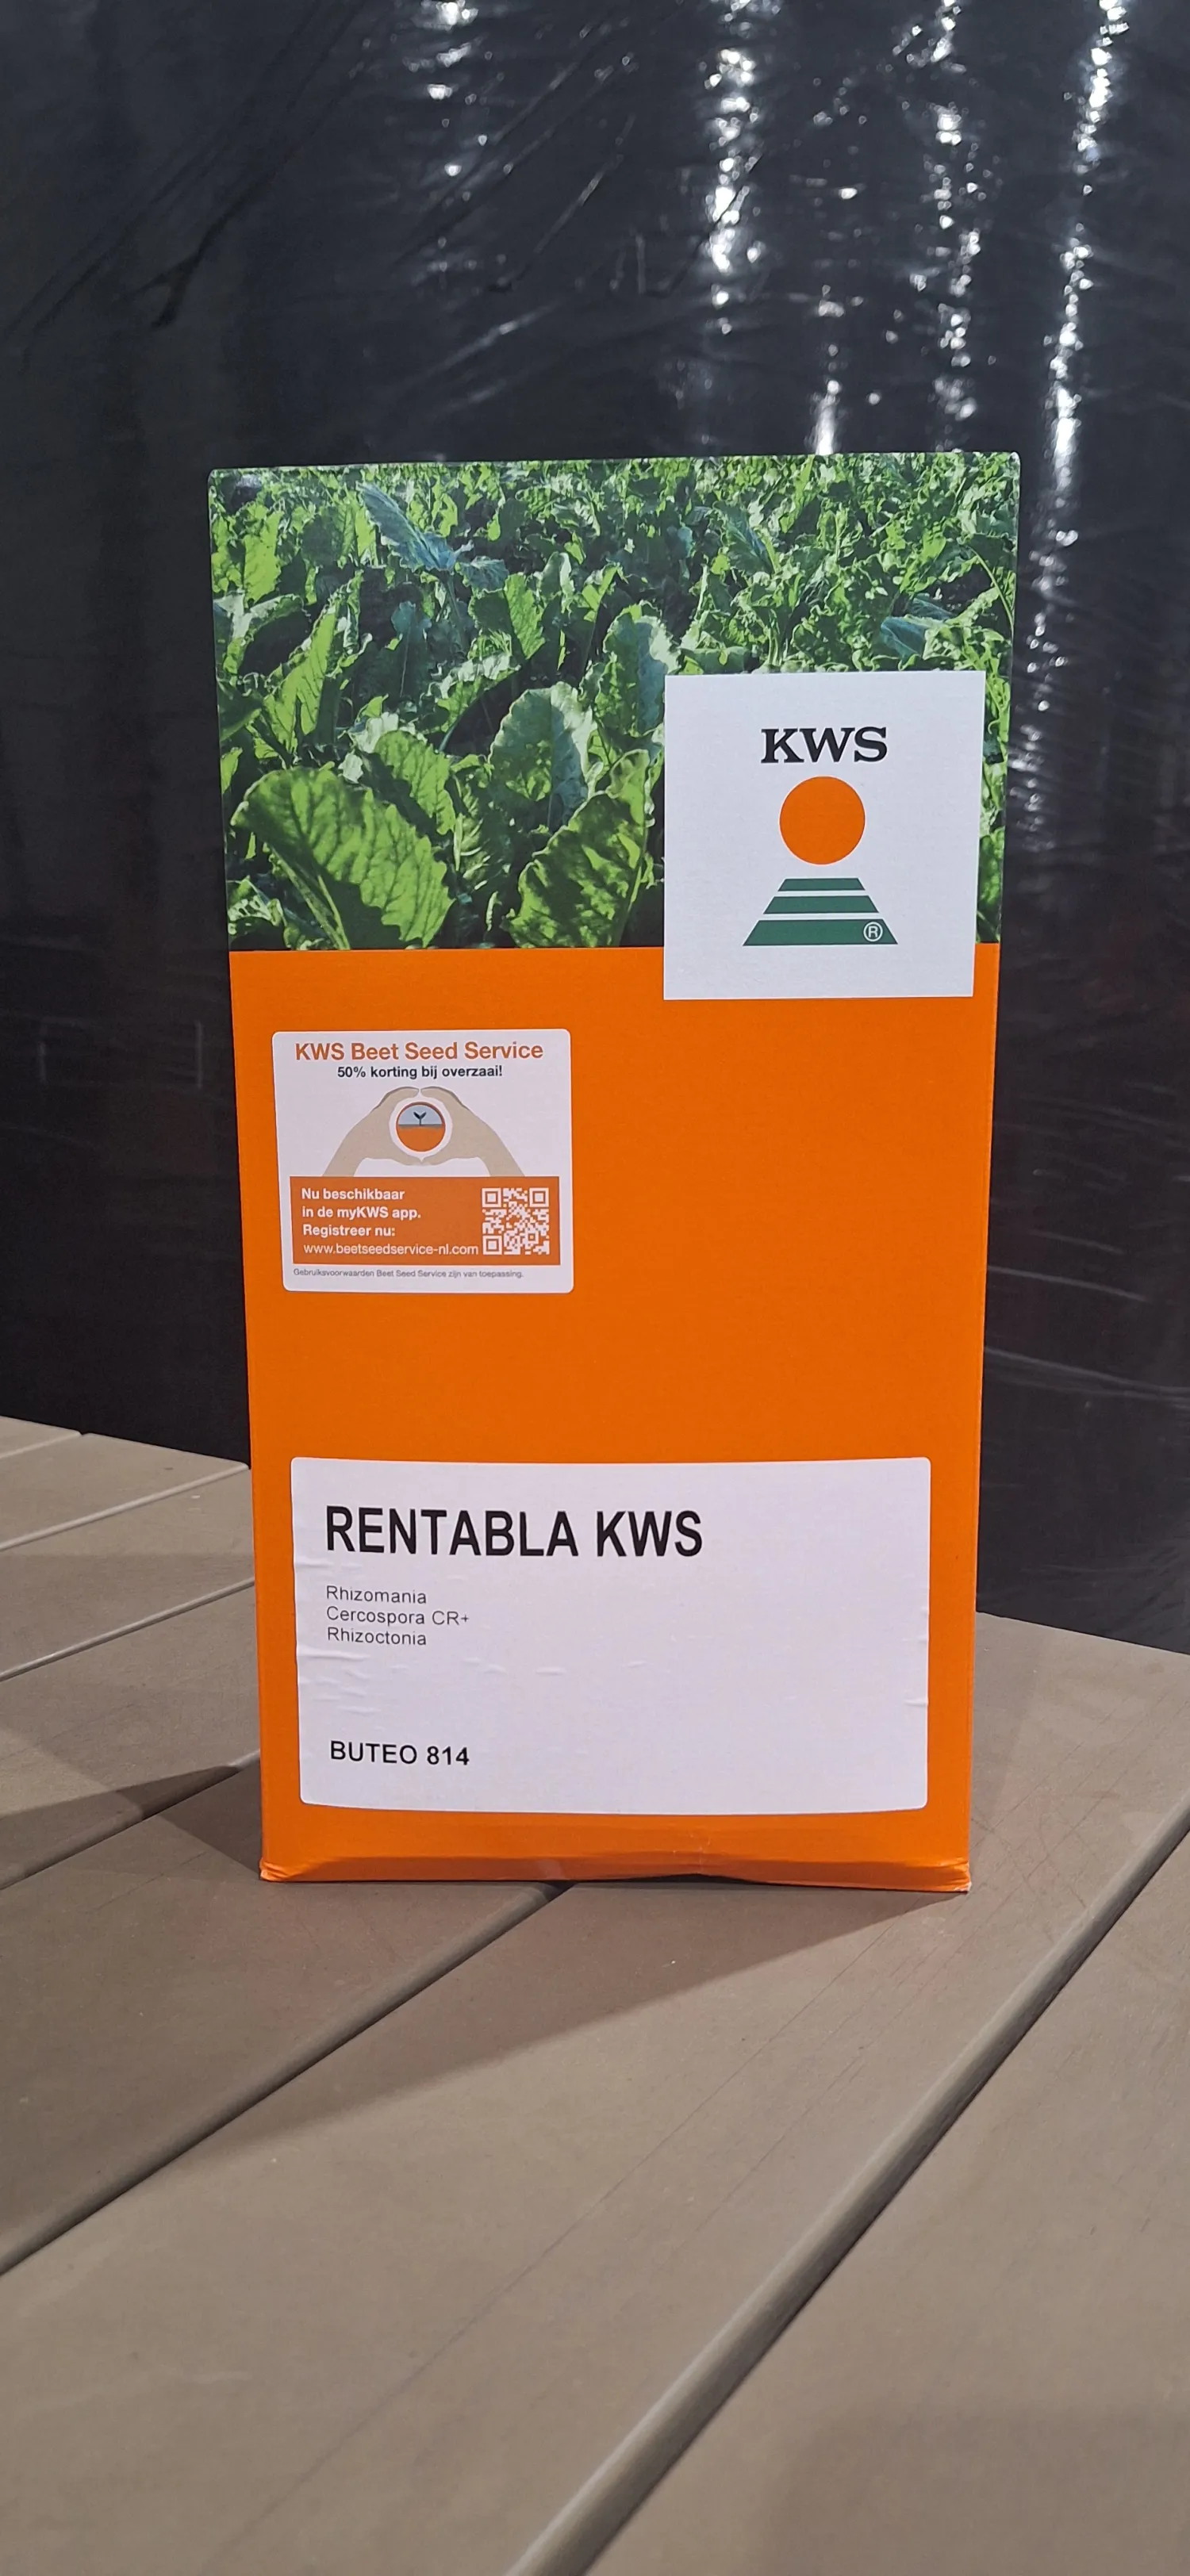 KWS
®
KWS Beet Seed Service
50% korting bij overzaai!
Nu beschikbaar
in de myKWS app.
Registreer nu:
www.beetseedservice-nl.com
Gebruiksvoorwaarden Beet Seed Service zijn van toepassing.
RENTABLA KWS
Rhizomania
Cercospora CR+
Rhizoctonia
BUTEO 814